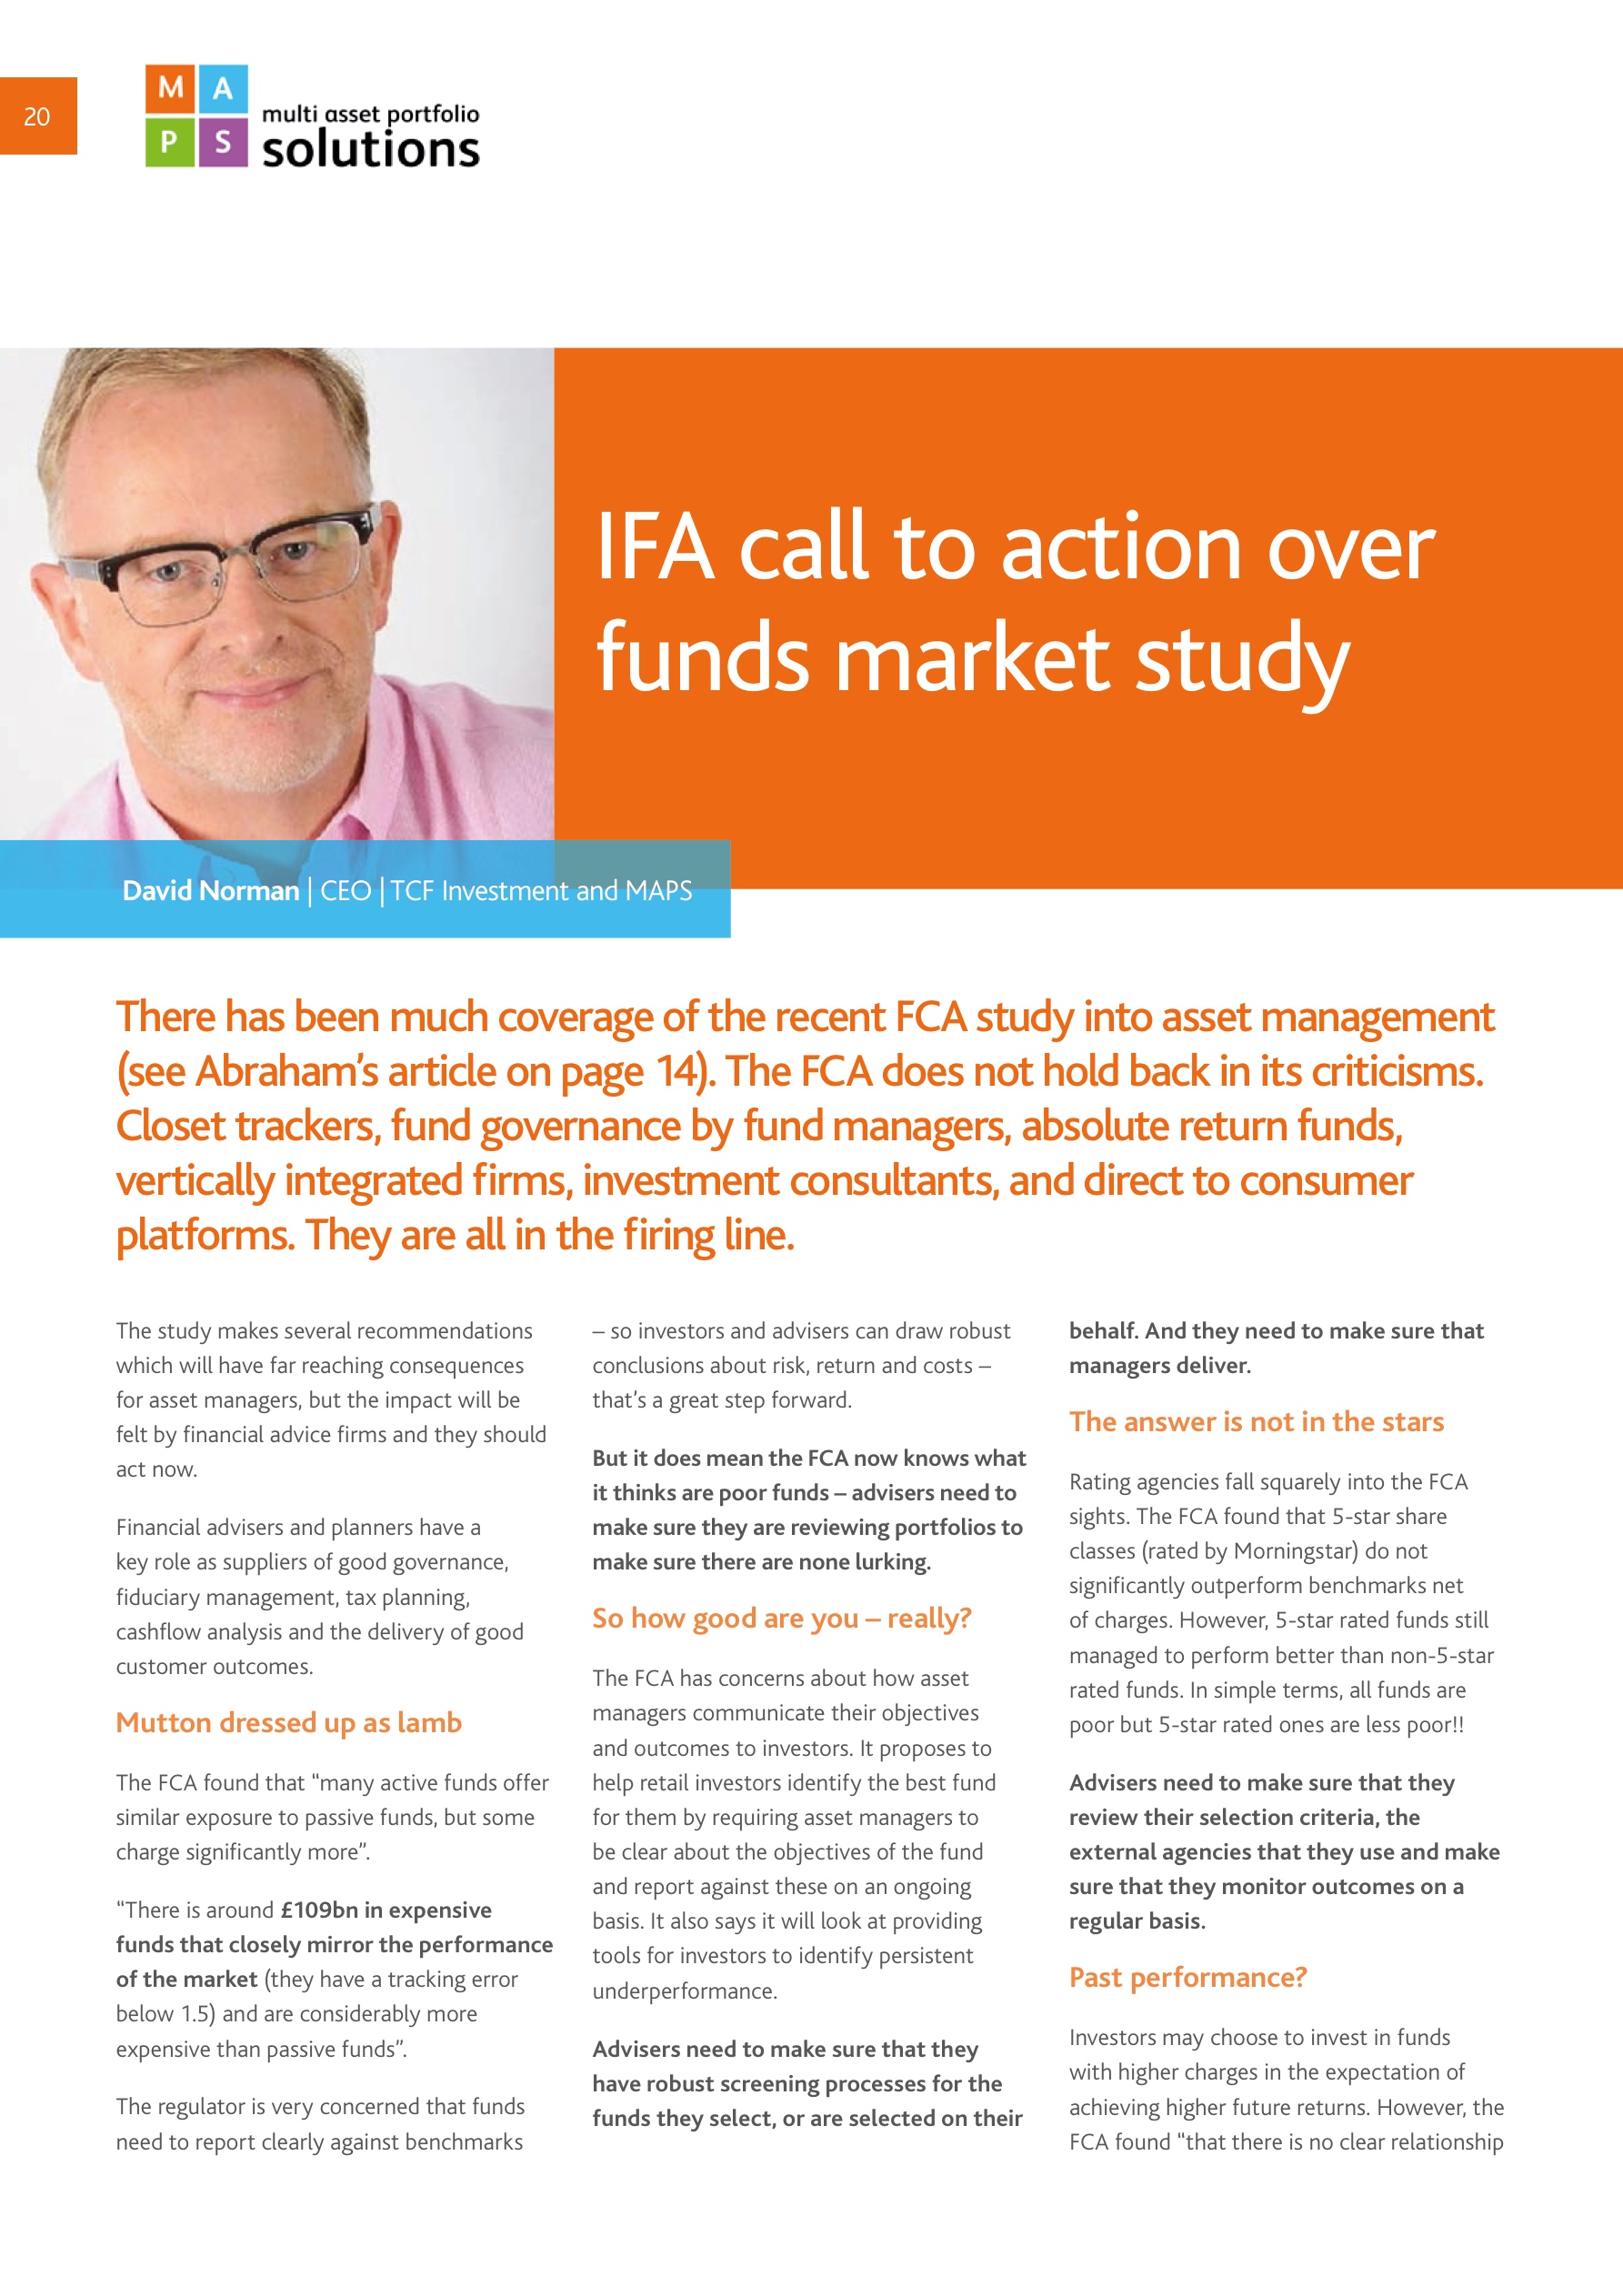 20
M A
P S
multi asset portfolio
solutions
IFA call to action over
funds market study
David Norman | CEO | TCF Investment and MAPS
There has been much coverage of the recent FCA study into asset management
(see Abraham’s article on page 14). The FCA does not hold back in its criticisms.
Closet trackers, fund governance by fund managers, absolute return funds,
vertically integrated firms, investment consultants, and direct to consumer
platforms. They are all in the firing line.
The study makes several recommendations
which will have far reaching consequences
for asset managers, but the impact will be
felt by financial advice firms and they should
act now.
Financial advisers and planners have a
key role as suppliers of good governance,
fiduciary management, tax planning,
cashflow analysis and the delivery of good
customer outcomes.
Mutton dressed up as lamb
The FCA found that “many active funds offer
similar exposure to passive funds, but some
charge significantly more”.
“There is around £109bn in expensive
funds that closely mirror the performance
of the market (they have a tracking error
below 1.5) and are considerably more
expensive than passive funds”.
The regulator is very concerned that funds
need to report clearly against benchmarks
– so investors and advisers can draw robust
conclusions about risk, return and costs –
that’s a great step forward.
But it does mean the FCA now knows what
it thinks are poor funds – advisers need to
make sure they are reviewing portfolios to
make sure there are none lurking.
So how good are you – really?
The FCA has concerns about how asset
managers communicate their objectives
and outcomes to investors. It proposes to
help retail investors identify the best fund
for them by requiring asset managers to
be clear about the objectives of the fund
and report against these on an ongoing
basis. It also says it will look at providing
tools for investors to identify persistent
underperformance.
Advisers need to make sure that they
have robust screening processes for the
funds they select, or are selected on their
behalf. And they need to make sure that
managers deliver.
The answer is not in the stars
Rating agencies fall squarely into the FCA
sights. The FCA found that 5-star share
classes (rated by Morningstar) do not
significantly outperform benchmarks net
of charges. However, 5-star rated funds still
managed to perform better than non-5-star
rated funds. In simple terms, all funds are
poor but 5-star rated ones are less poor!!
Advisers need to make sure that they
review their selection criteria, the
external agencies that they use and make
sure that they monitor outcomes on a
regular basis.
Past performance?
Investors may choose to invest in funds
with higher charges in the expectation of
achieving higher future returns. However, the
FCA found “that there is no clear relationship